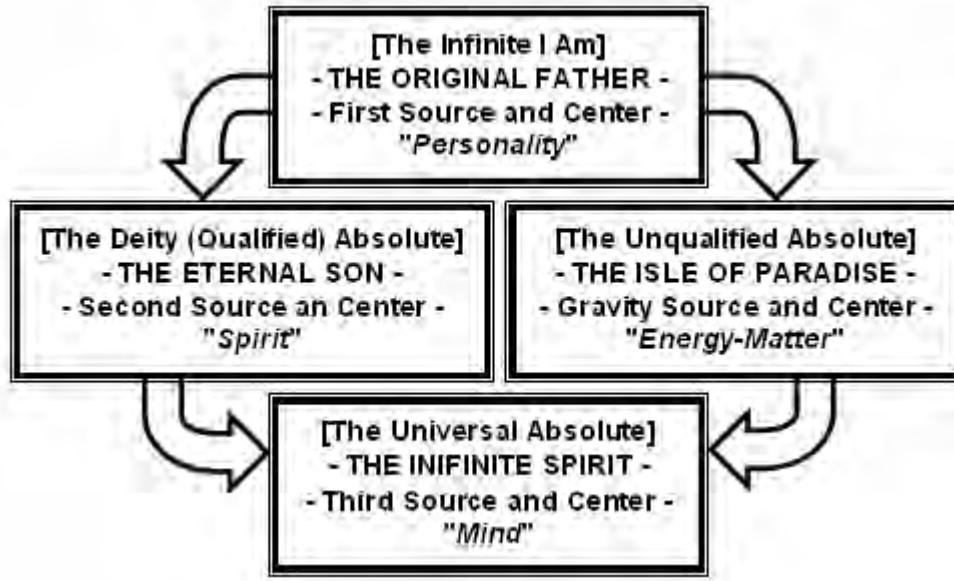 [The Infinite I Am]
- THE ORIGINAL FATHER -
- First Source and Center -
"Personality"
[The Deity (Qualified) Absolute]
- THE ETERNAL SON -
- Second Source an Center -
"Spirit"
[The Unqualified Absolute]
- THE ISLE OF PARADISE -
- Gravity Source and Center -
"Energy-Matter"
[The Universal Absolute]
- THE INIFINITE SPIRIT -
- Third Source and Center -
"Mind"